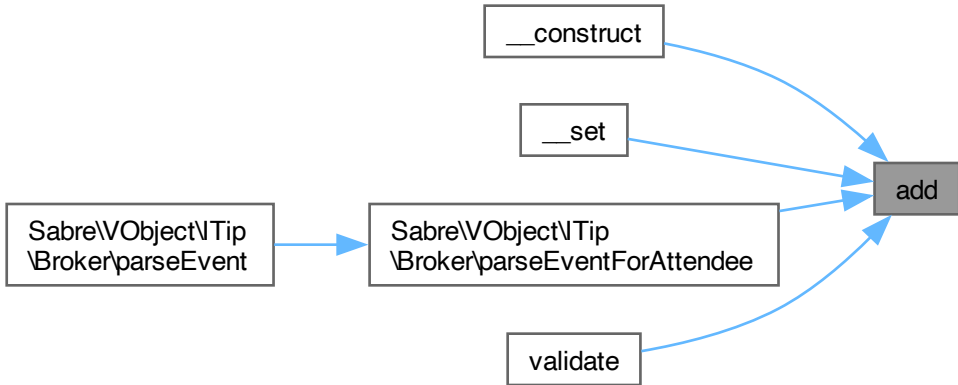 __construct
__set
add
Sabre\VObject\ITip
\Broker\parseEvent
Sabre\VObject\ITip
\Broker\parseEventForAttendee
validate